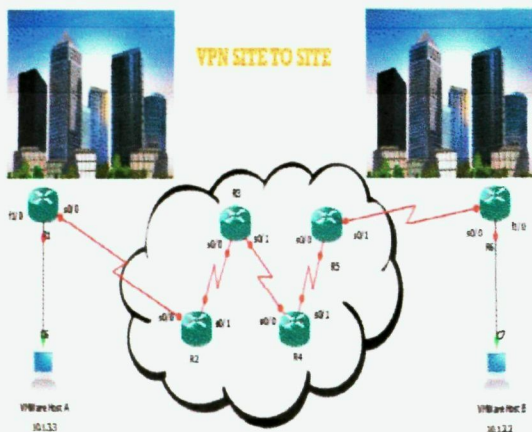 VPN SITE TO SITE
R3
f1/0
s0/0
R1
s0/0
s0/1
s0/0
s0/1
R5
s0/0
R6
f1/0
s0/0
s0/1
R2
s0/0
s0/1
R4
VMWare Host A
VMWare Host B